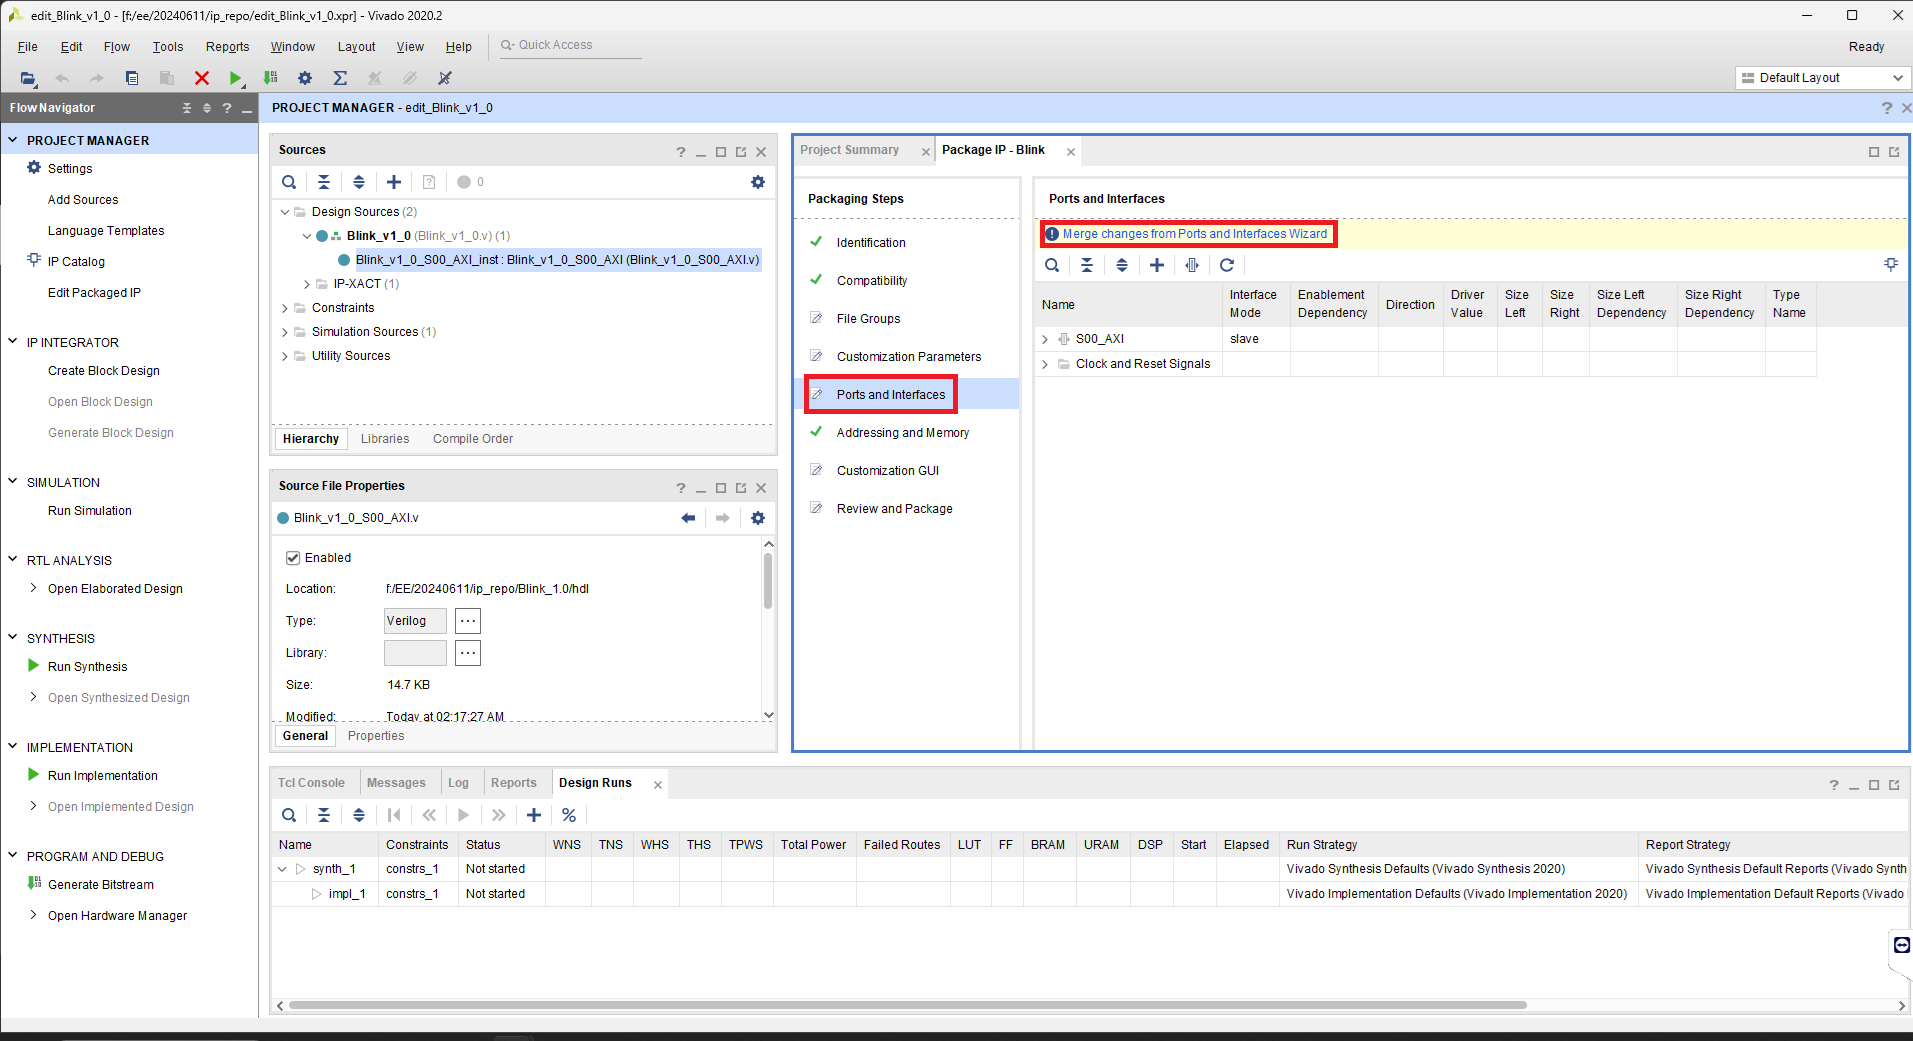 edit_Blink_v1_0 - [f:/ee/20240611/ip_repo/edit_Blink_v1_0.xpr] - Vivado 2020.2
File Edit Flow Tools Reports Window Layout View Help Quick Access Ready
Default Layout
Flow Navigator
PROJECT MANAGER
Settings
Add Sources
Language Templates
IP Catalog
Edit Packaged IP
IP INTEGRATOR
Create Block Design
Open Block Design
Generate Block Design
SIMULATION
Run Simulation
RTL ANALYSIS
Open Elaborated Design
SYNTHESIS
Run Synthesis
Open Synthesized Design
IMPLEMENTATION
Run Implementation
Open Implemented Design
PROGRAM AND DEBUG
Generate Bitstream
Open Hardware Manager
PROJECT MANAGER - edit_Blink_v1_0
Sources
0
Design Sources (2)
Blink_v1_0 (Blink_v1_0.v) (1)
Blink_v1_0_S00_AXI_inst : Blink_v1_0_S00_AXI (Blink_v1_0_S00_AXI.v)
IP-XACT (1)
Constraints
Simulation Sources (1)
Utility Sources
Hierarchy Libraries Compile Order
Source File Properties
Blink_v1_0_S00_AXI.v
Enabled
Location: f:/EE/20240611/ip_repo/Blink_1.0/hdl
Type: Verilog
Library:
Size: 14.7 KB
Modified: Today at 02:17:27 AM
General Properties
Project Summary Package IP - Blink
Packaging Steps
Identification
Compatibility
File Groups
Customization Parameters
Ports and Interfaces
Addressing and Memory
Customization GUI
Review and Package
Ports and Interfaces
Merge changes from Ports and Interfaces Wizard
Name Interface Mode Enablement Dependency Direction Driver Value Size Left Size Right Size Left Dependency Size Right Dependency Type Name
S00_AXI slave
Clock and Reset Signals
Tcl Console Messages Log Reports Design Runs
Name Constraints Status WNS TNS WHS THS TPWS Total Power Failed Routes LUT FF BRAM URAM DSP Start Elapsed Run Strategy Report Strategy
synth_1 constrs_1 Not started Vivado Synthesis Defaults (Vivado Synthesis 2020) Vivado Synthesis Default Reports (Vivado Synth
impl_1 constrs_1 Not started Vivado Implementation Defaults (Vivado Implementation 2020) Vivado Implementation Default Reports (Vivado